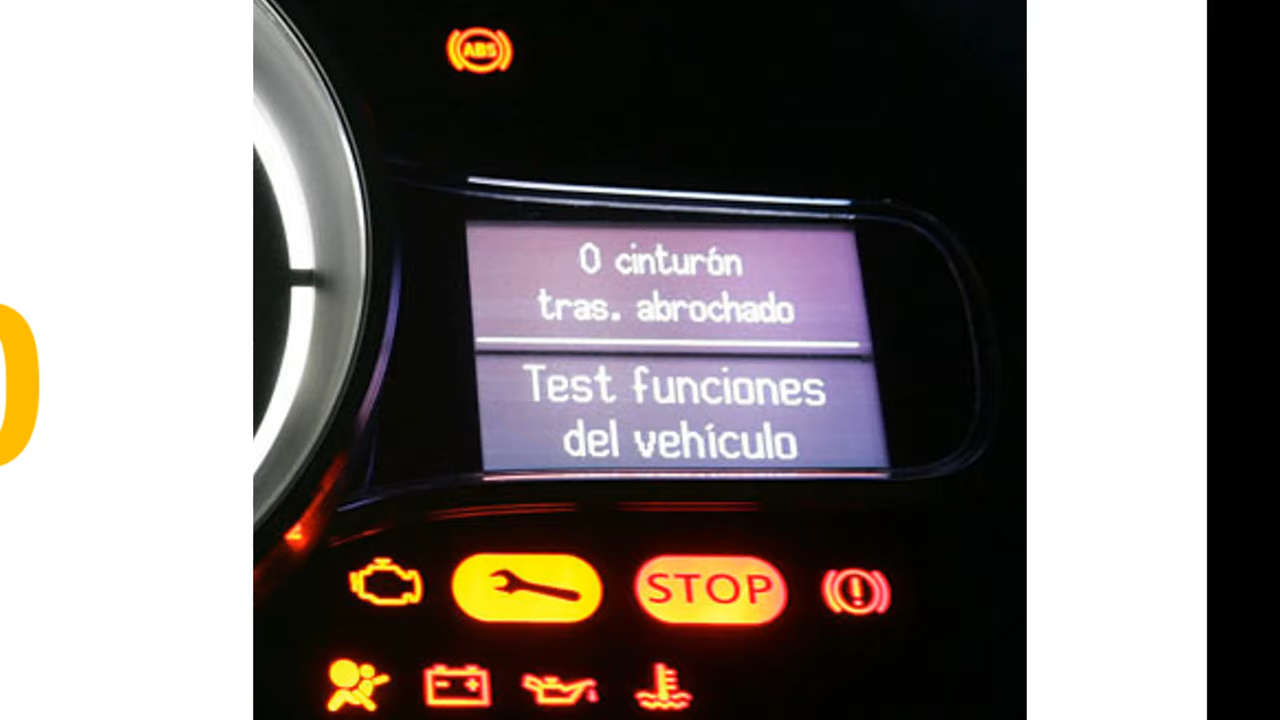 ABS
0 cinturón
tras. abrochado
Test funciones
del vehículo
STOP